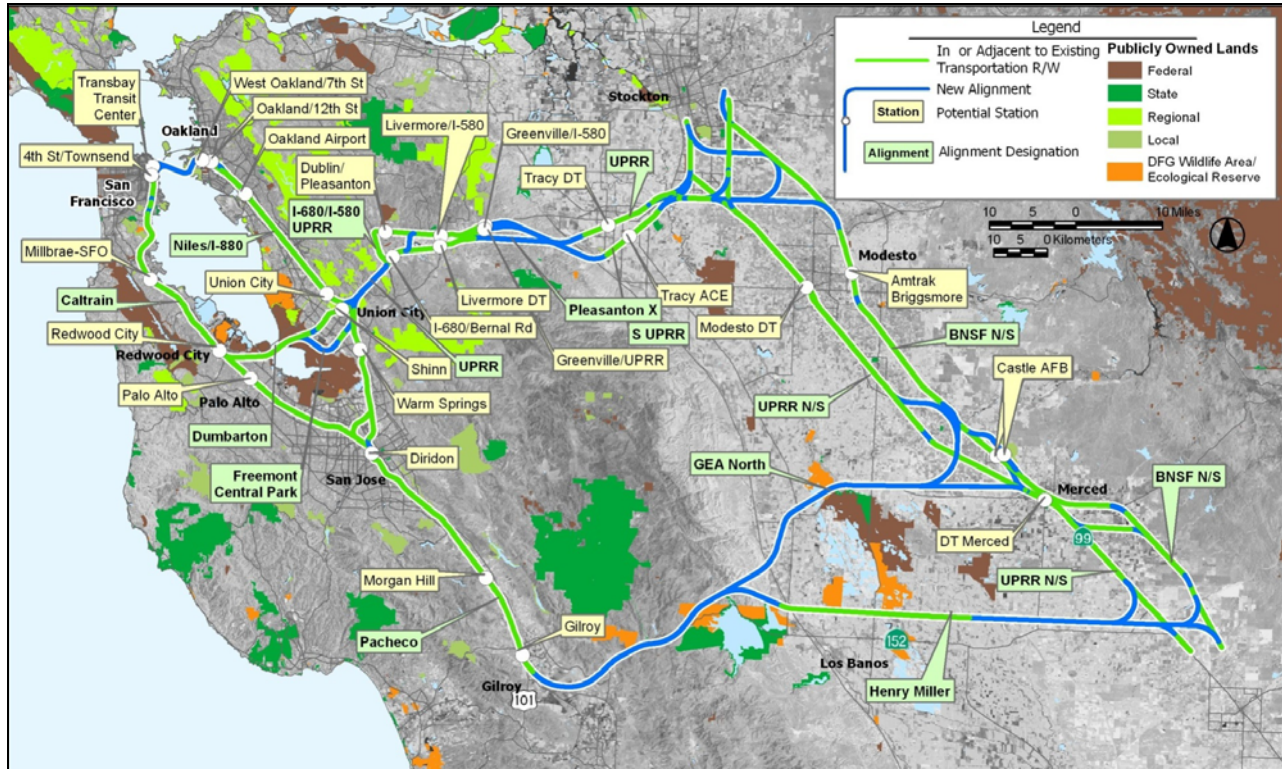 Legend
In or Adjacent to Existing
Transportation R/W
New Alignment
Station
Potential Station
Alignment
Alignment Designation
Publicly Owned Lands
Federal
State
Regional
Local
DFG Wildlife Area/
Ecological Reserve
10 5 0 10 Miles
10 5 0 Kilometers
Transbay
Transit
Center
West Oakland/7th St
Oakland/12th St
Oakland
Oakland Airport
4th St/Townsend
San
Francisco
Livermore/I-580
Greenville/I-580
Stockton
UPRR
Tracy DT
Dublin/
Pleasanton
I-680/I-580
UPRR
Niles/I-880
Millbrae-SFO
Union City
Caltrain
Union City
Livermore DT
Pleasanton X
Tracy ACE
Modesto
Amtrak
Briggsmore
Redwood City
I-680/Bernal Rd
S UPRR
Modesto DT
Redwood City
Shinn
UPRR
Greenville/UPRR
BNSF N/S
Palo Alto
Palo Alto
Warm Springs
Castle AFB
UPRR N/S
Dumbarton
Diridon
Freemont
Central Park
San Jose
GEA North
Merced
BNSF N/S
DT Merced
99
Morgan Hill
UPRR N/S
Pacheco
Gilroy
152
Los Banos
Gilroy
101
Henry Miller